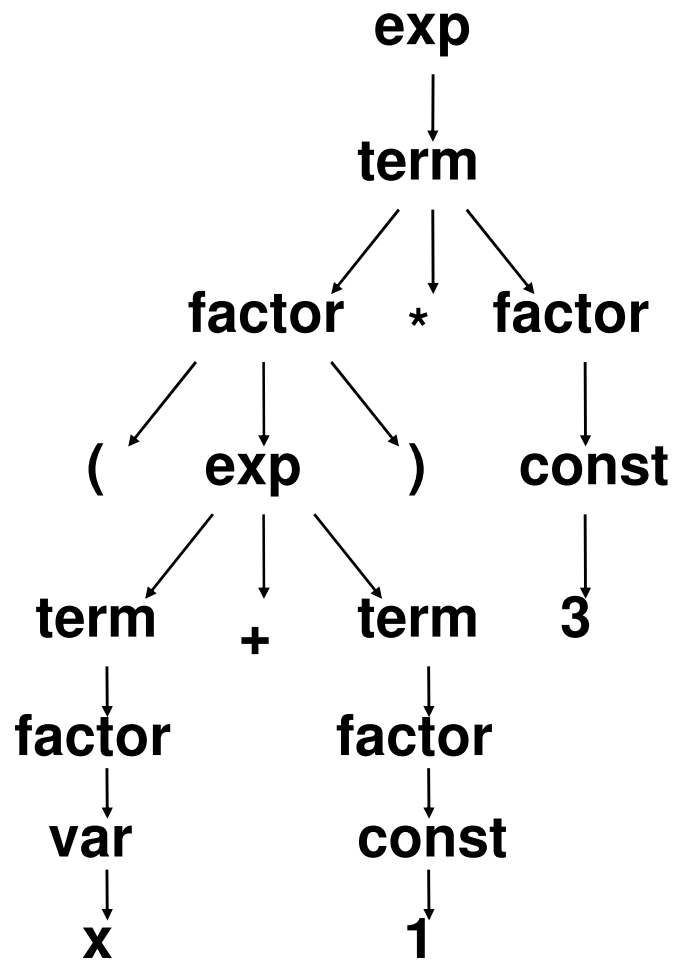 exp
term
factor * factor
( exp ) const
term + term 3
factor factor
var const
x 1